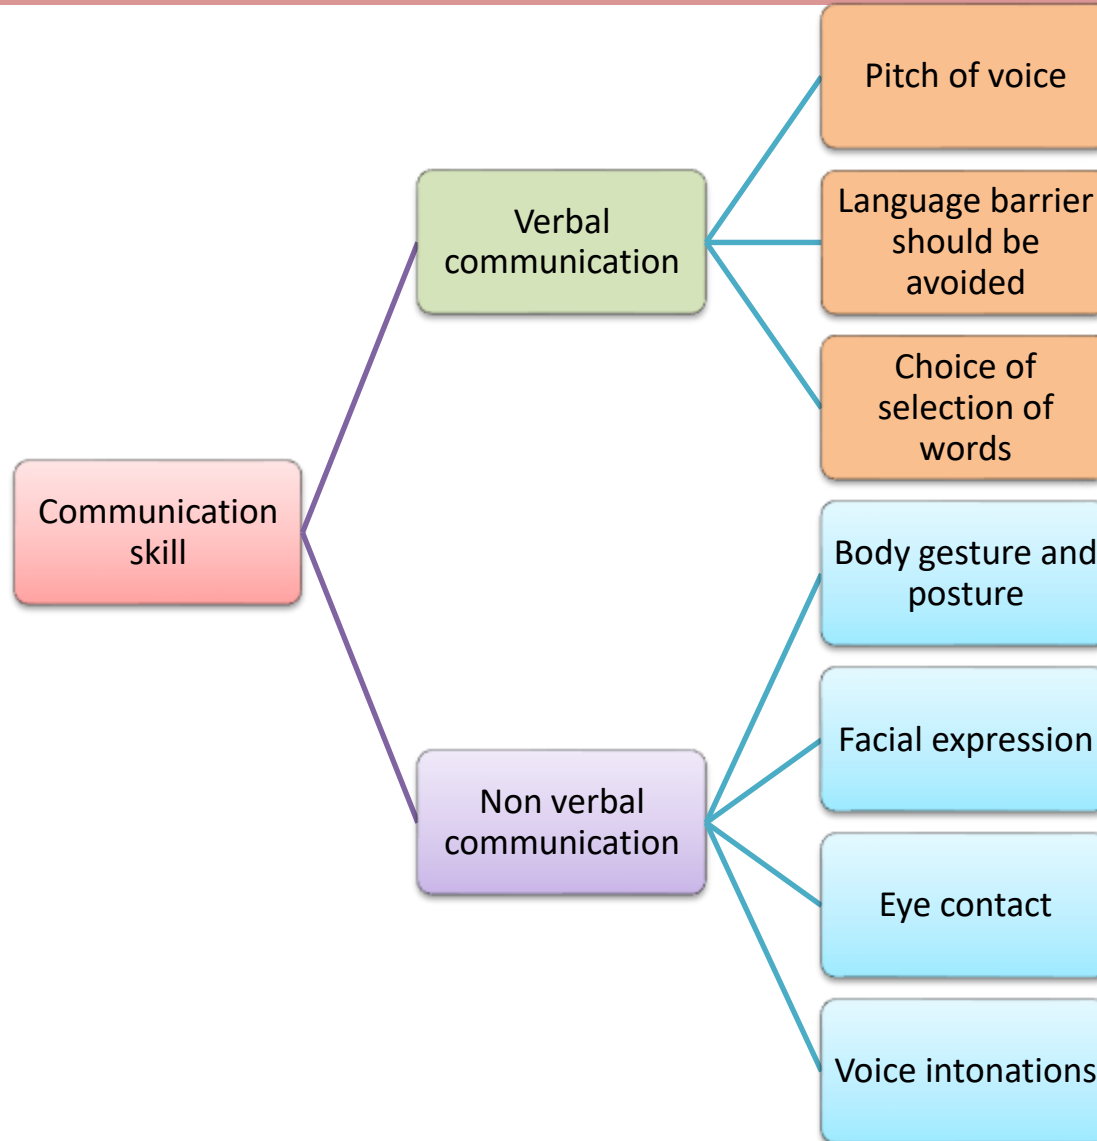 Communication
skill
Verbal
communication
Pitch of voice
Language barrier
should be
avoided
Choice of
selection of
words
Non verbal
communication
Body gesture and
posture
Facial expression
Eye contact
Voice intonations